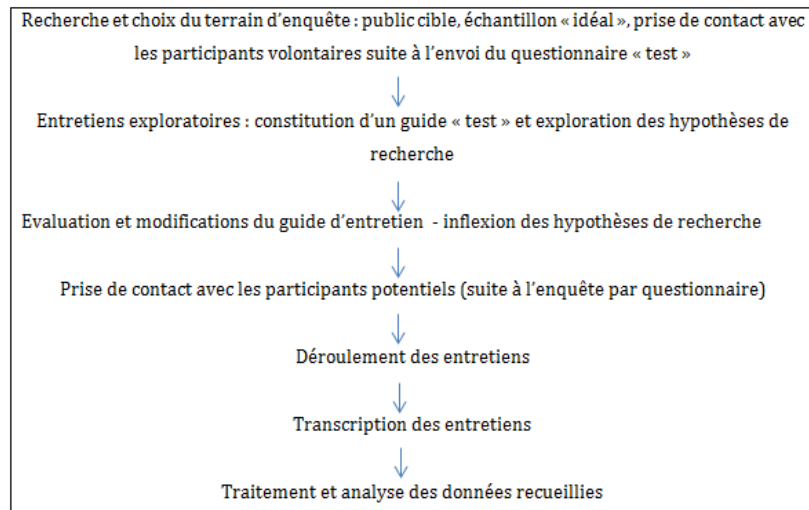 Recherche et choix du terrain d’enquête : public cible, échantillon « idéal », prise de contact avec
les participants volontaires suite à l’envoi du questionnaire « test »
Entretiens exploratoires : constitution d’un guide « test » et exploration des hypothèses de
recherche
Evaluation et modifications du guide d’entretien - inflexion des hypothèses de recherche
Prise de contact avec les participants potentiels (suite à l’enquête par questionnaire)
Déroulement des entretiens
Transcription des entretiens
Traitement et analyse des données recueillies